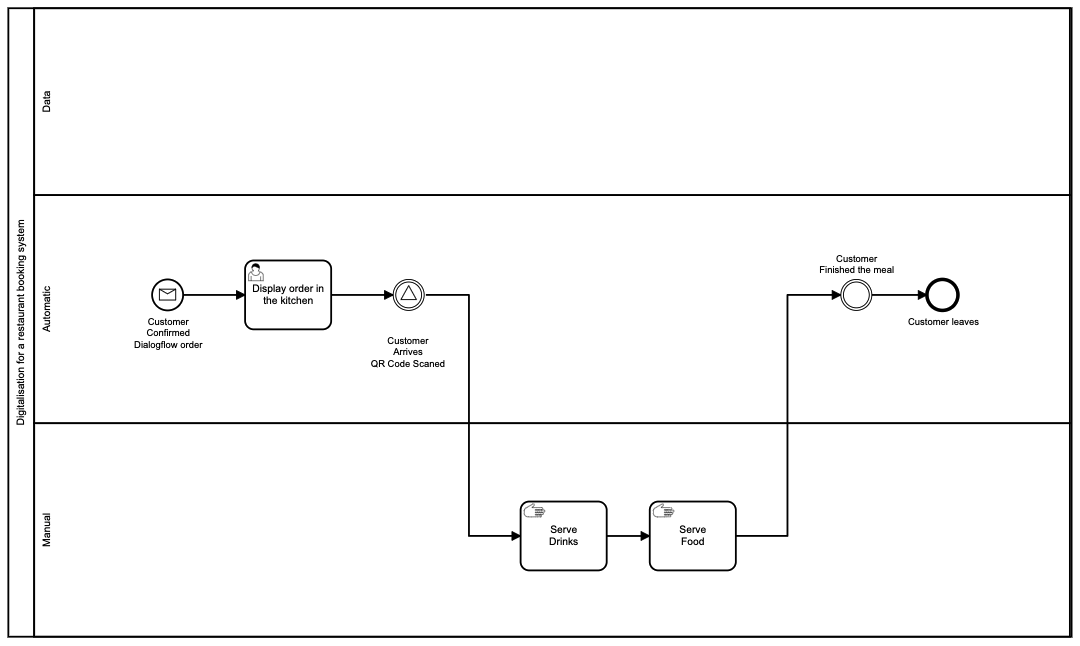 Digitalisation for a restaurant booking system
Data
Automatic
Manual
Customer
Confirmed
Dialogflow order
Display order in
the kitchen
Customer
Arrives
QR Code Scaned
Serve
Drinks
Serve
Food
Customer
Finished the meal
Customer leaves